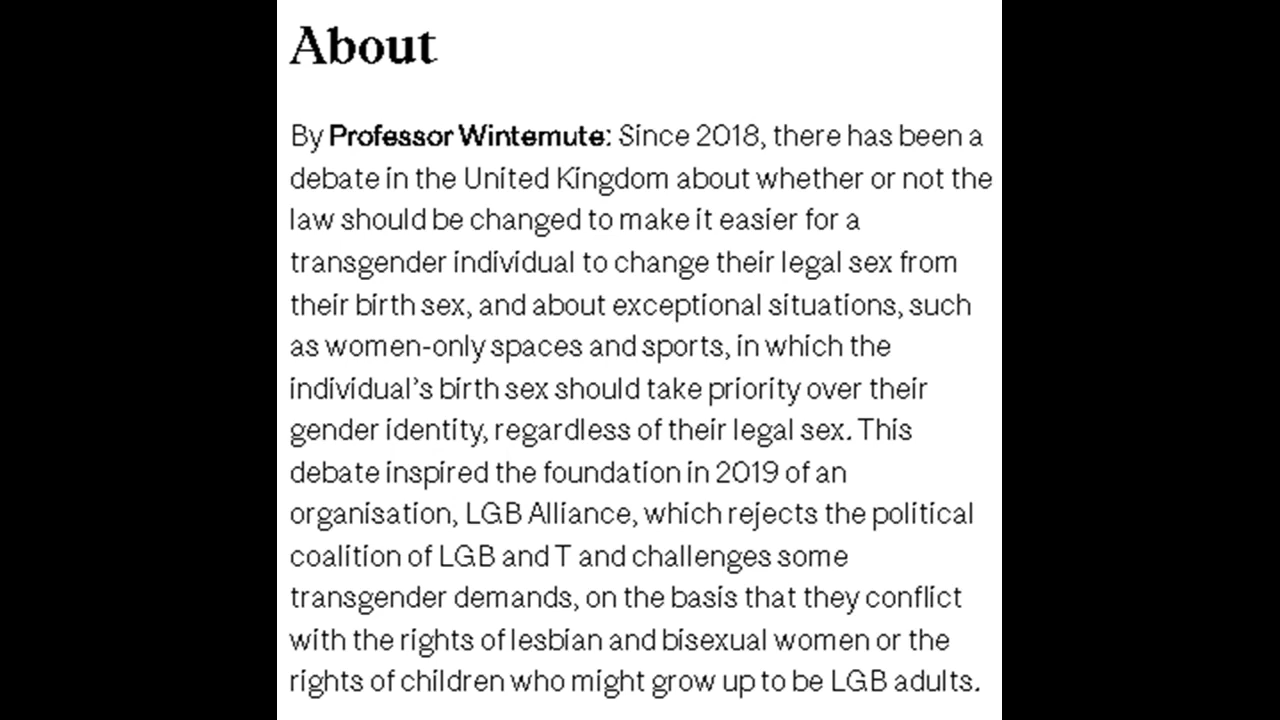 About
By Professor Wintemute: Since 2018, there has been a
debate in the United Kingdom about whether or not the
law should be changed to make it easier for a
transgender individual to change their legal sex from
their birth sex, and about exceptional situations, such
as women-only spaces and sports, in which the
individual's birth sex should take priority over their
gender identity, regardless of their legal sex. This
debate inspired the foundation in 2019 of an
organisation, LGB Alliance, which rejects the political
coalition of LGB and T and challenges some
transgender demands, on the basis that they conflict
with the rights of lesbian and bisexual women or the
rights of children who might grow up to be LGB adults.